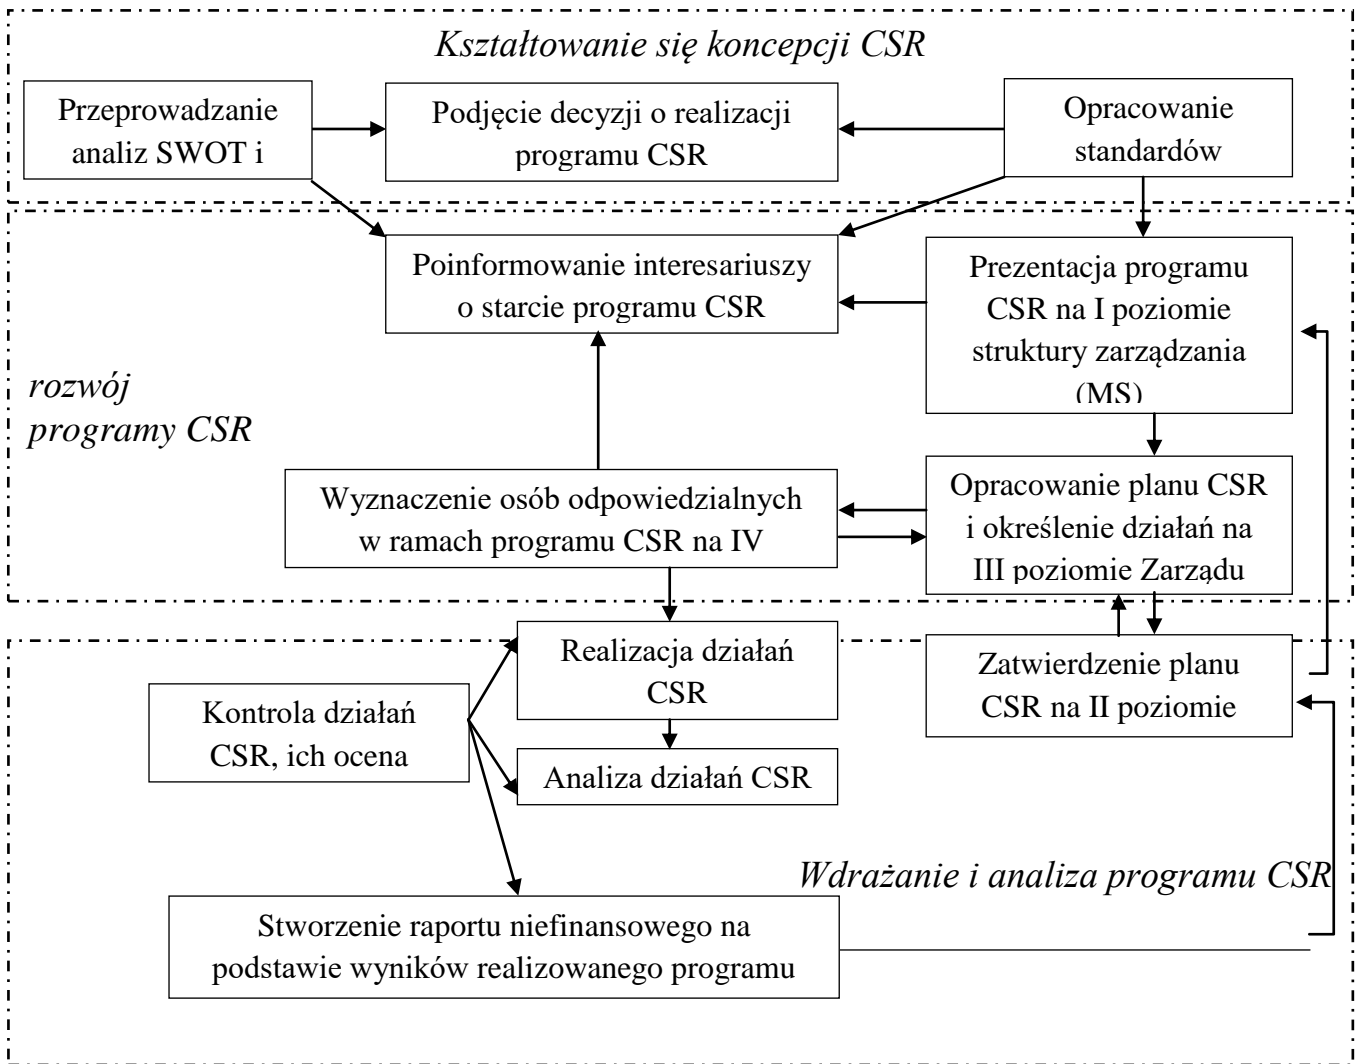 Kształtowanie się koncepcji CSR
Przeprowadzanie
analiz SWOT i
Podjęcie decyzji o realizacji
programu CSR
Opracowanie
standardów
Poinformowanie interesariuszy
o starcie programu CSR
Prezentacja programu
CSR na I poziomie
struktury zarządzania
(MS)
rozwój
programy CSR
Wyznaczenie osób odpowiedzialnych
w ramach programu CSR na IV
Opracowanie planu CSR
i określenie działań na
III poziomie Zarządu
Realizacja działań
CSR
Zatwierdzenie planu
CSR na II poziomie
Kontrola działań
CSR, ich ocena
Analiza działań CSR
Wdrażanie i analiza programu CSR
Stworzenie raportu niefinansowego na
podstawie wyników realizowanego programu